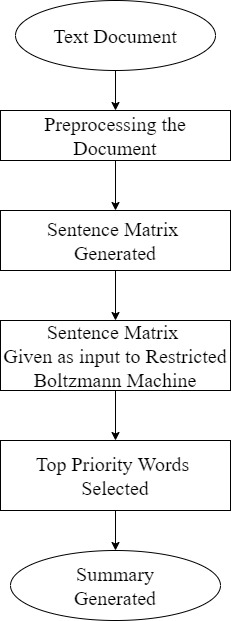 Text Document
Preprocessing the
Document
Sentence Matrix
Generated
Sentence Matrix
Given as input to Restricted
Boltzmann Machine
Top Priority Words
Selected
Summary
Generated